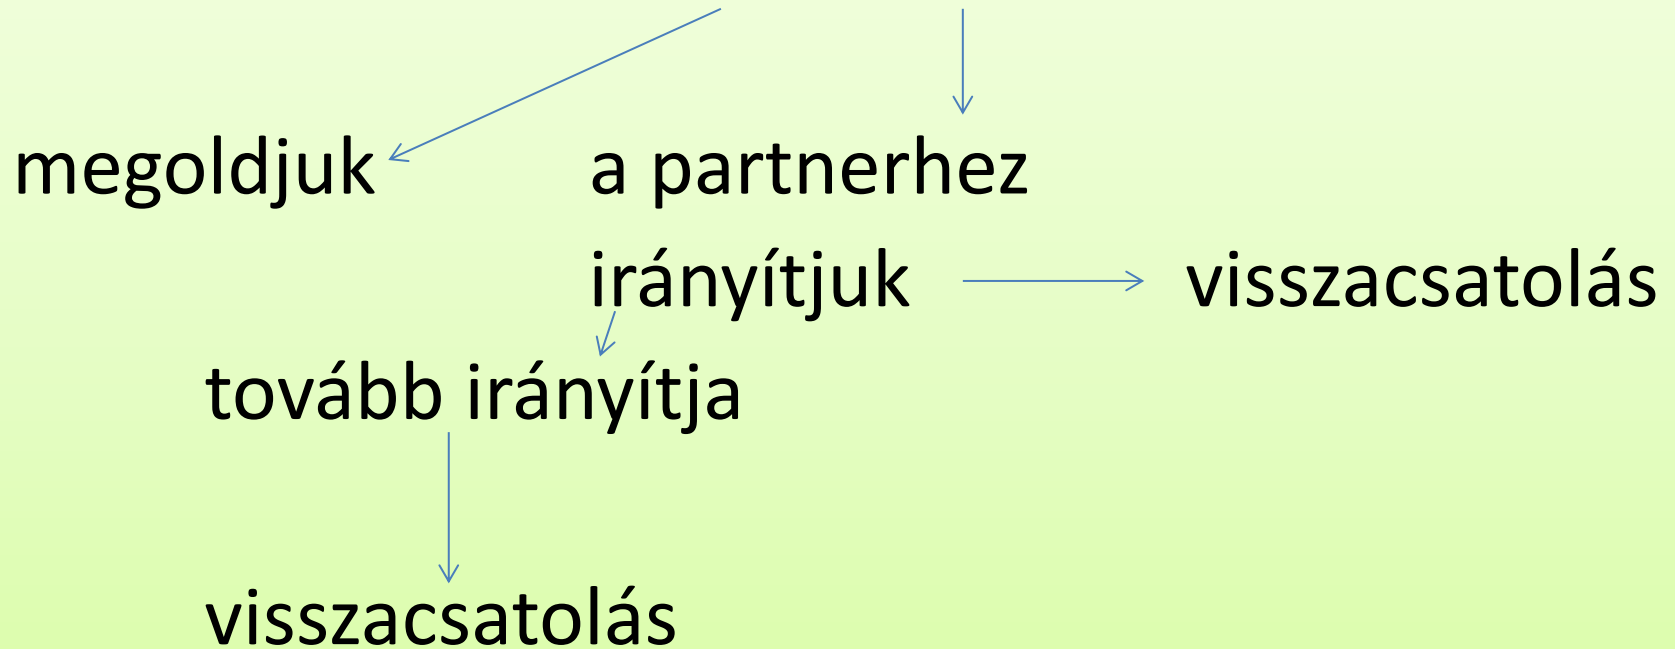 megoldjuk a partnerhez
irányítjuk visszacsatolás
tovább irányítja
visszacsatolás